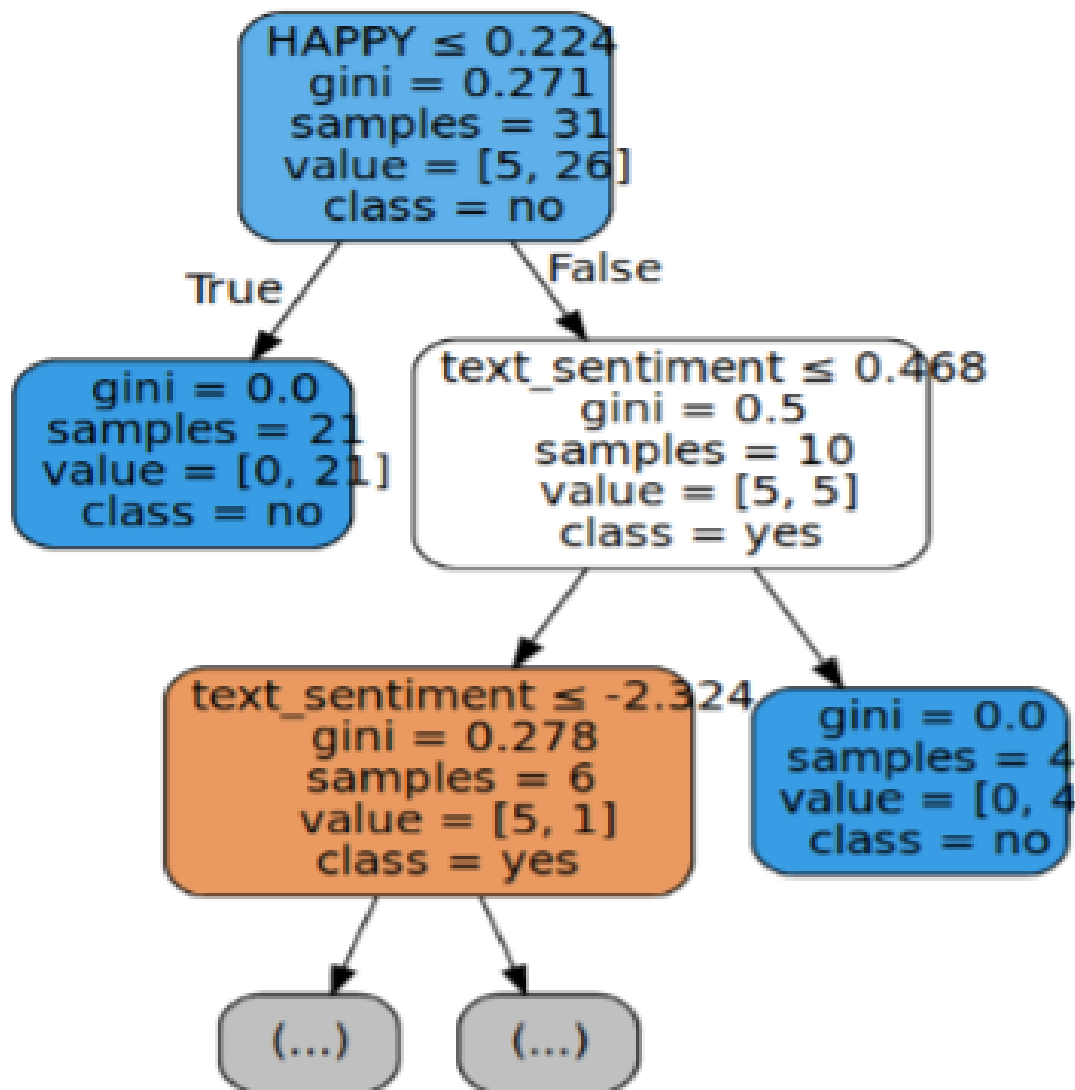 HAPPY ≤ 0.224
gini = 0.271
samples = 31
value = [5, 26]
class = no
True
False
gini = 0.0
samples = 21
value = [0, 21]
class = no
text_sentiment ≤ 0.468
gini = 0.5
samples = 10
value = [5, 5]
class = yes
text_sentiment ≤ -2.324
gini = 0.278
samples = 6
value = [5, 1]
class = yes
gini = 0.0
samples = 4
value = [0, 4
class = no
(...)
(...)